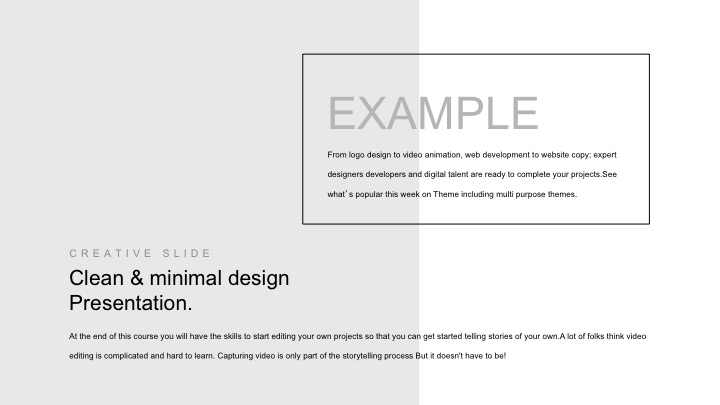 EXAMPLE
From logo design to video animation, web development to website copy; expert
designers developers and digital talent are ready to complete your projects.See
what’s popular this week on Theme including multi purpose themes.
CREATIVE SLIDE
Clean & minimal design
Presentation.
At the end of this course you will have the skills to start editing your own projects so that you can get started telling stories of your own.A lot of folks think video
editing is complicated and hard to learn. Capturing video is only part of the storytelling process But it doesn't have to be!